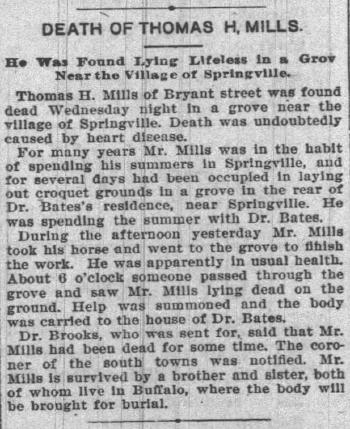 DEATH OF THOMAS H, MILLS.
He Was Found Lying Lifeless in a Grov
Near the Village of Springville.
Thomas H. Mills of Bryant street was found
dead Wednesday night in a grove near the
village of Springville. Death was undoubtedly
caused by heart disease.
For many years Mr. Mills was in the habit
of spending his summers in Springville, and
for several days had been occupied in laying
out croquet grounds in a grove in the rear of
Dr. Bates's residence, near Springville. He
was spending the summer with Dr. Bates.
During the afternoon yesterday Mr. Mills
took his horse and went to the grove to finish
the work. He was apparently in usual health.
About 6 o'clock someone passed through the
grove and saw Mr. Mills lying dead on the
ground. Help was summoned and the body
was carried to the house of Dr. Bates.
Dr. Brooks, who was sent for, said that Mr.
Mills had been dead for some time. The coro-
ner of the south towns was notified. Mr.
Mills is survived by a brother and sister, both
of whom live in Buffalo, where the body will
be brought for burial.